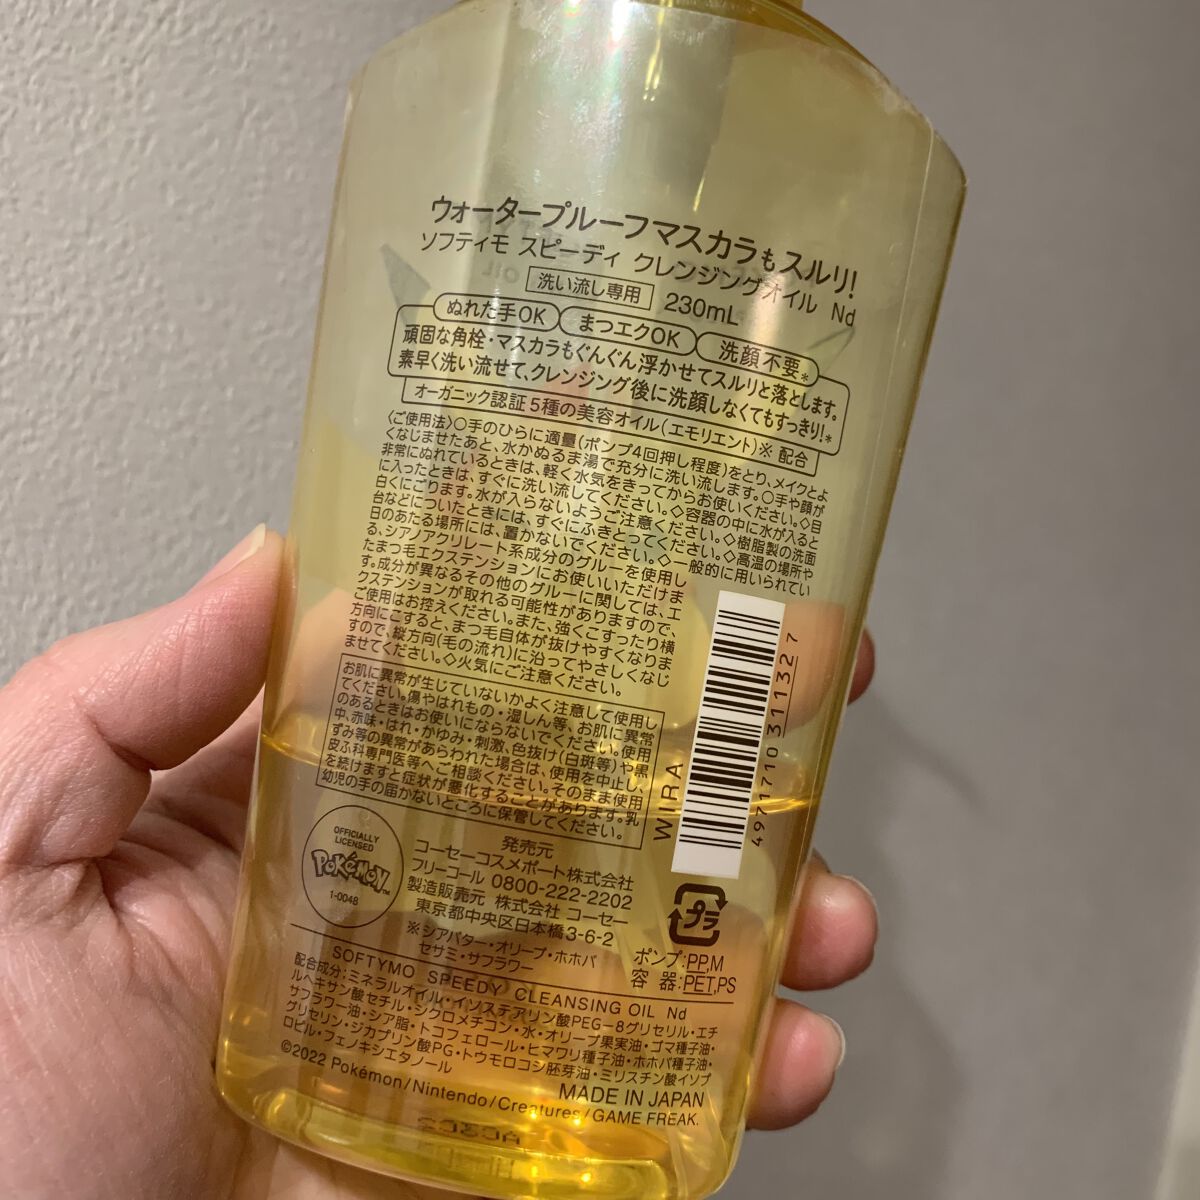 ウォータープルーフマスカラもスルリ!
ソフティモ スピーディ クレンジングオイル Nd
洗い流し専用 230mL
ぬれた手OK まつエクOK 洗顔不要*
頑固な角栓・マスカラもぐんぐん浮かせてスルリと落とします。
素早く洗い流せて、クレンジング後に洗顔しなくてもすっきり!*
オーガニック認証5種の美容オイル(エモリエント)※ 配合
〈ご使用法〉○手のひらに適量(ポンプ4回押し程度)をとり、メイクとよ
くなじませたあと、水かぬるま湯で充分に洗い流します。○手や顔が
非常にぬれているときは、軽く水気をきってからお使いください。◇目
に入ったときは、すぐに洗い流してください。◇容器の中に水が入ると
白くにごります。水が入らないようご注意ください。◇樹脂製の洗面
台などについたときには、すぐにふきとってください。◇高温の場所や
日のあたる場所には、置かないでください。◇一般的に用いられてい
る、シアノアクリレート系成分のグルーを使用し
たまつ毛エクステンションにお使いいただけま
す。成分が異なるその他のグルーに関しては、エ
クステンションが取れる可能性がありますので、
ご使用はお控えください。また、強くこすったり横
方向にこすると、まつ毛自体が抜けやすくなりま
すので、縦方向(毛の流れ)に沿ってやさしくなじ
ませてください。◇火気にご注意ください。
お肌に異常が生じていないかよく注意して使用し
てください。傷やはれもの・湿しん等、お肌に異常
のあるときはお使いにならないでください。使用
中、赤味・はれ・かゆみ・刺激、色抜け(白斑等)や黒
ずみ等の異常があらわれた場合は、使用を中止し、
皮ふ科専門医等へご相談ください。そのまま使用
を続けますと症状が悪化することがあります。乳
幼児の手の届かないところに保管してください。
WIRA
4971710311327
OFFICIALLY
LICENSED
POKéMON
1-0048
発売元
コーセーコスメポート株式会社
フリーコール 0800-222-2202
製造販売元 株式会社 コーセー
東京都中央区日本橋3-6-2
※シアバター・オリーブ・ホホバ
セサミ・サフラワー
プラ
ポンプ:PP,M
容 器:PET,PS
SOFTYMO SPEEDY CLEANSING OIL Nd
配合成分:ミネラルオイル・イソステアリン酸PEG-8グリセリル・エチ
ルヘキサン酸セチル・シクロメチコン・水・オリーブ果実油・ゴマ種子油・
サフラワー油・シア脂・トコフェロール・ヒマワリ種子油・ホホバ種子油・
グリセリン・ジカプリン酸PG・トウモロコシ胚芽油・ミリスチン酸イソプ
ロピル・フェノキシエタノール
MADE IN JAPAN
©2022 Pokémon/Nintendo/Creatures/GAME FREAK.